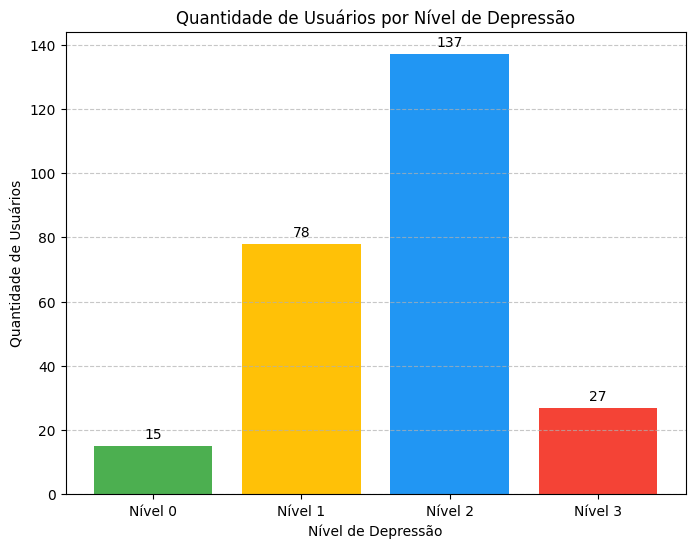 Quantidade de Usuários por Nível de Depressão
Quantidade de Usuários
140
120
100
80
60
40
20
0
15
78
137
27
Nível 0
Nível 1
Nível 2
Nível 3
Nível de Depressão